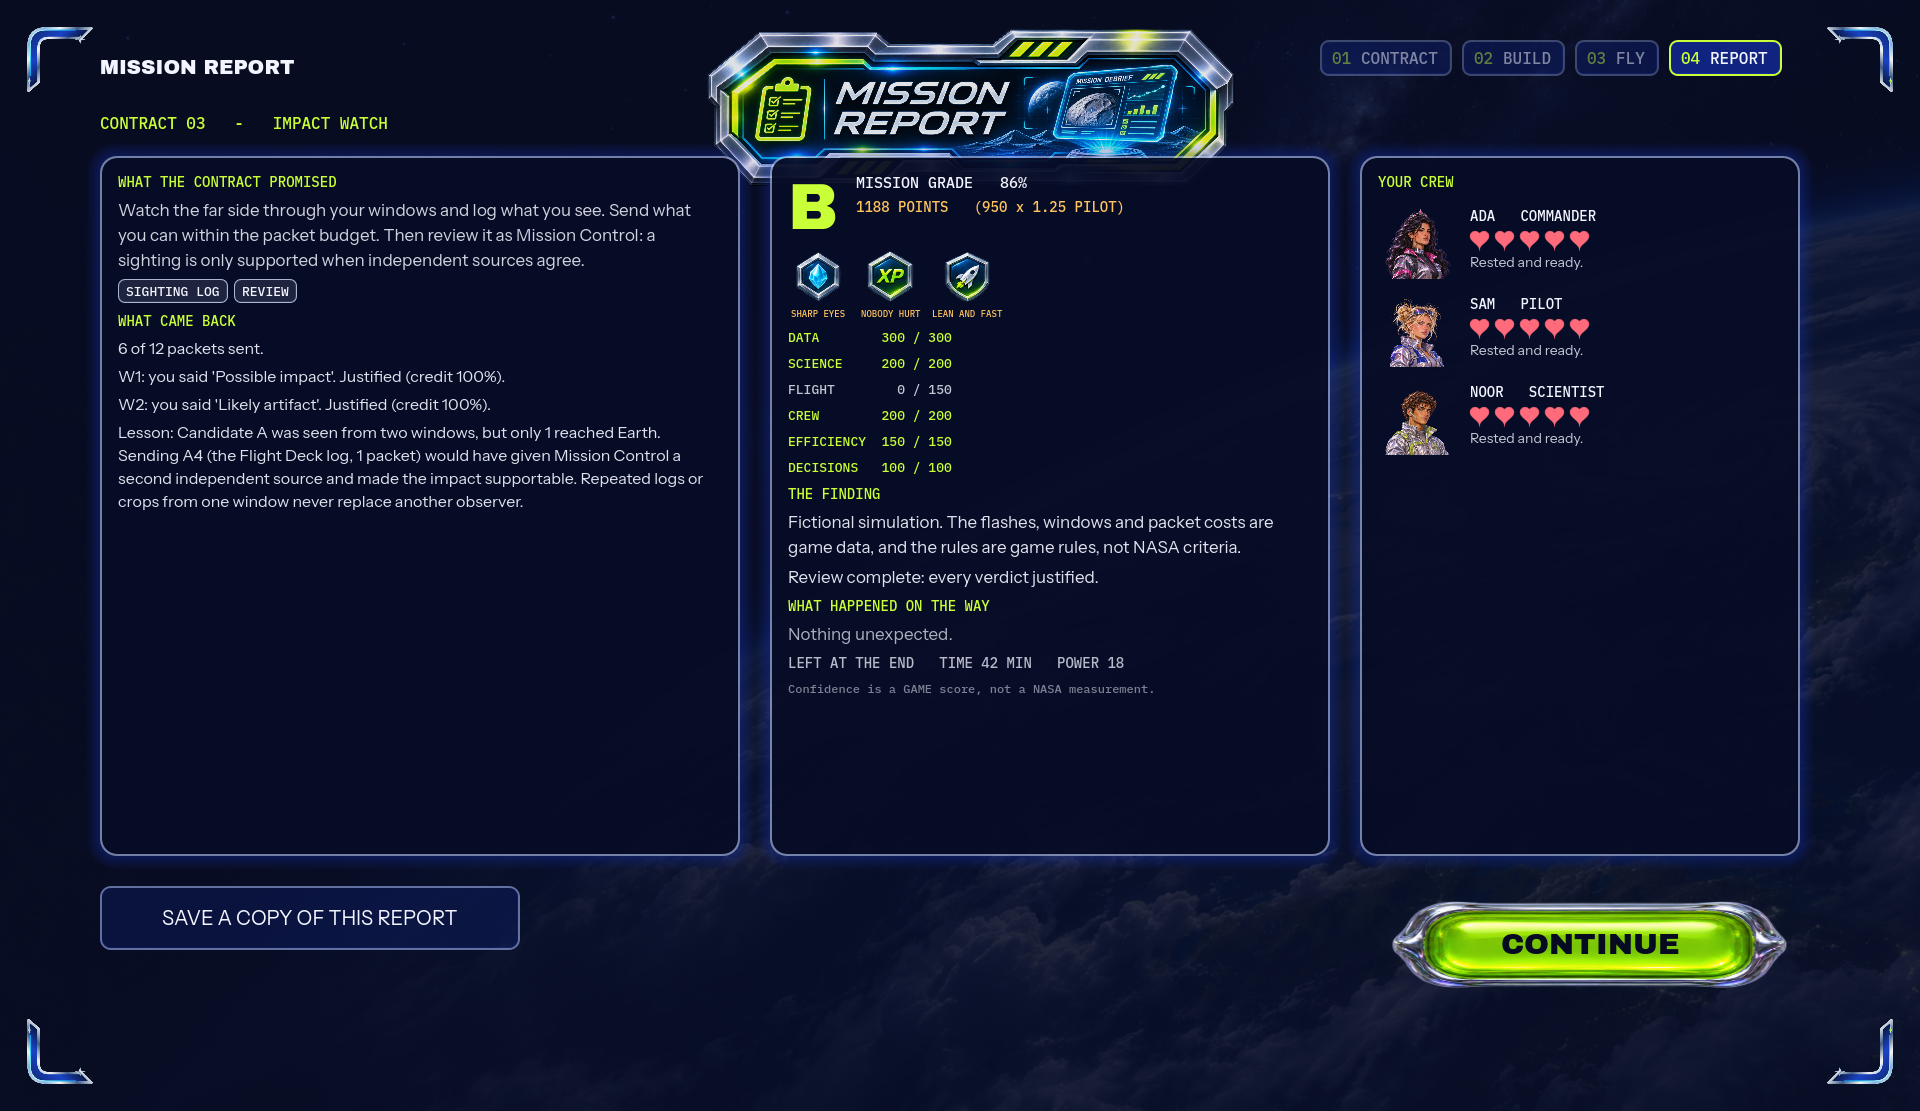 MISSION REPORT
MISSION
REPORT
MISSION DEBRIEF
01 CONTRACT
02 BUILD
03 FLY
04 REPORT
CONTRACT 03 - IMPACT WATCH
WHAT THE CONTRACT PROMISED
Watch the far side through your windows and log what you see. Send what
you can within the packet budget. Then review it as Mission Control: a
sighting is only supported when independent sources agree.
SIGHTING LOG
REVIEW
WHAT CAME BACK
6 of 12 packets sent.
W1: you said 'Possible impact'. Justified (credit 100%).
W2: you said 'Likely artifact'. Justified (credit 100%).
Lesson: Candidate A was seen from two windows, but only 1 reached Earth.
Sending A4 (the Flight Deck log, 1 packet) would have given Mission Control a
second independent source and made the impact supportable. Repeated logs or
crops from one window never replace another observer.
B
MISSION GRADE 86%
1188 POINTS (950 x 1.25 PILOT)
XP
SHARP EYES
NOBODY HURT
LEAN AND FAST
DATA 300 / 300
SCIENCE 200 / 200
FLIGHT 0 / 150
CREW 200 / 200
EFFICIENCY 150 / 150
DECISIONS 100 / 100
THE FINDING
Fictional simulation. The flashes, windows and packet costs are
game data, and the rules are game rules, not NASA criteria.
Review complete: every verdict justified.
WHAT HAPPENED ON THE WAY
Nothing unexpected.
LEFT AT THE END TIME 42 MIN POWER 18
Confidence is a GAME score, not a NASA measurement.
YOUR CREW
ADA COMMANDER
Rested and ready.
SAM PILOT
Rested and ready.
NOOR SCIENTIST
Rested and ready.
SAVE A COPY OF THIS REPORT
CONTINUE